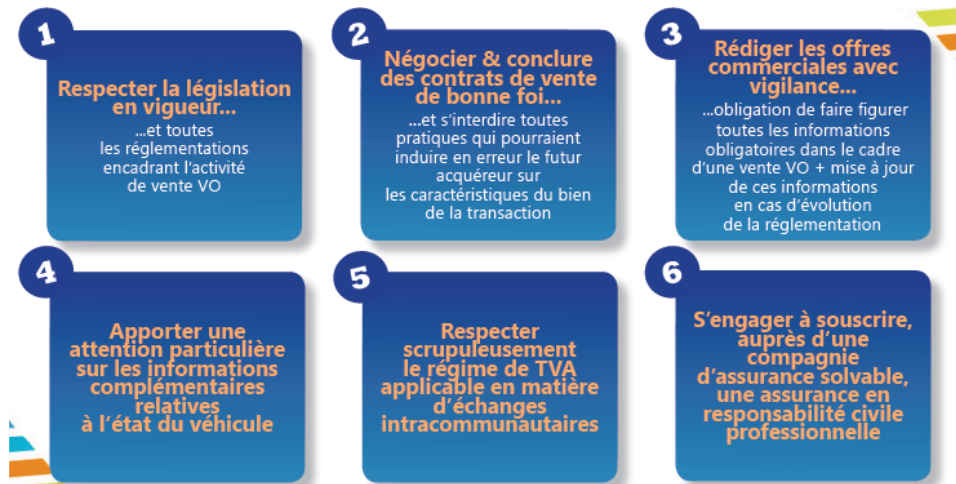 1
Respecter la législation
en vigueur...
...et toutes
les réglementations
encadrant l'activité
de vente VO
2
Négocier & conclure
des contrats de vente
de bonne foi...
...et s'interdire toutes
pratiques qui pourraient
induire en erreur le futur
acquéreur sur
les caractéristiques du bien
de la transaction
3
Rédiger les offres
commerciales avec
vigilance...
...obligation de faire figurer
toutes les informations
obligatoires dans le cadre
d'une vente VO + mise à jour
de ces informations
en cas d'évolution
de la réglementation
4
Apporter une
attention particulière
sur les informations
complémentaires
relatives
à l'état du véhicule
5
Respecter
scrupuleusement
le régime de TVA
applicable en matière
d'échanges
intracommunautaires
6
S'engager à souscrire,
auprès d'une
compagnie
d'assurance solvable,
une assurance en
responsabilité civile
professionnelle